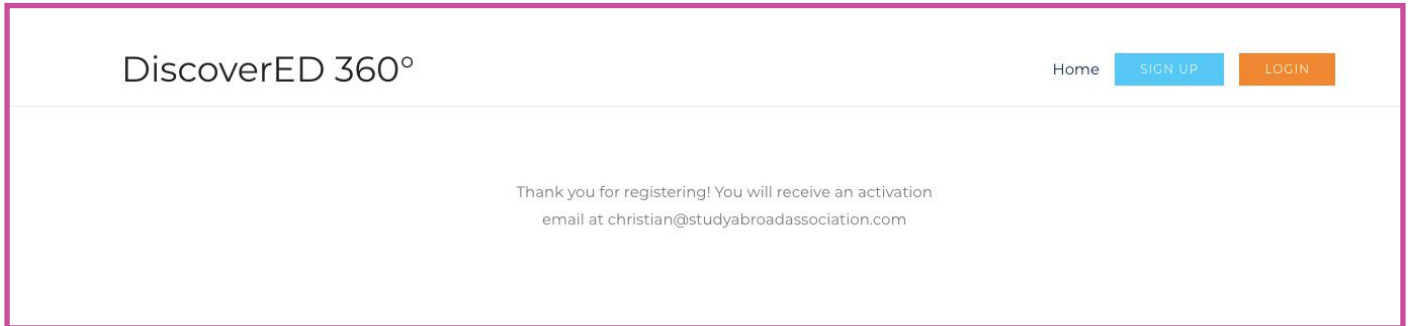 DiscoverED 360°
Home SIGN UP LOGIN
Thank you for registering! You will receive an activation
email at christian@studyabroadassociation.com